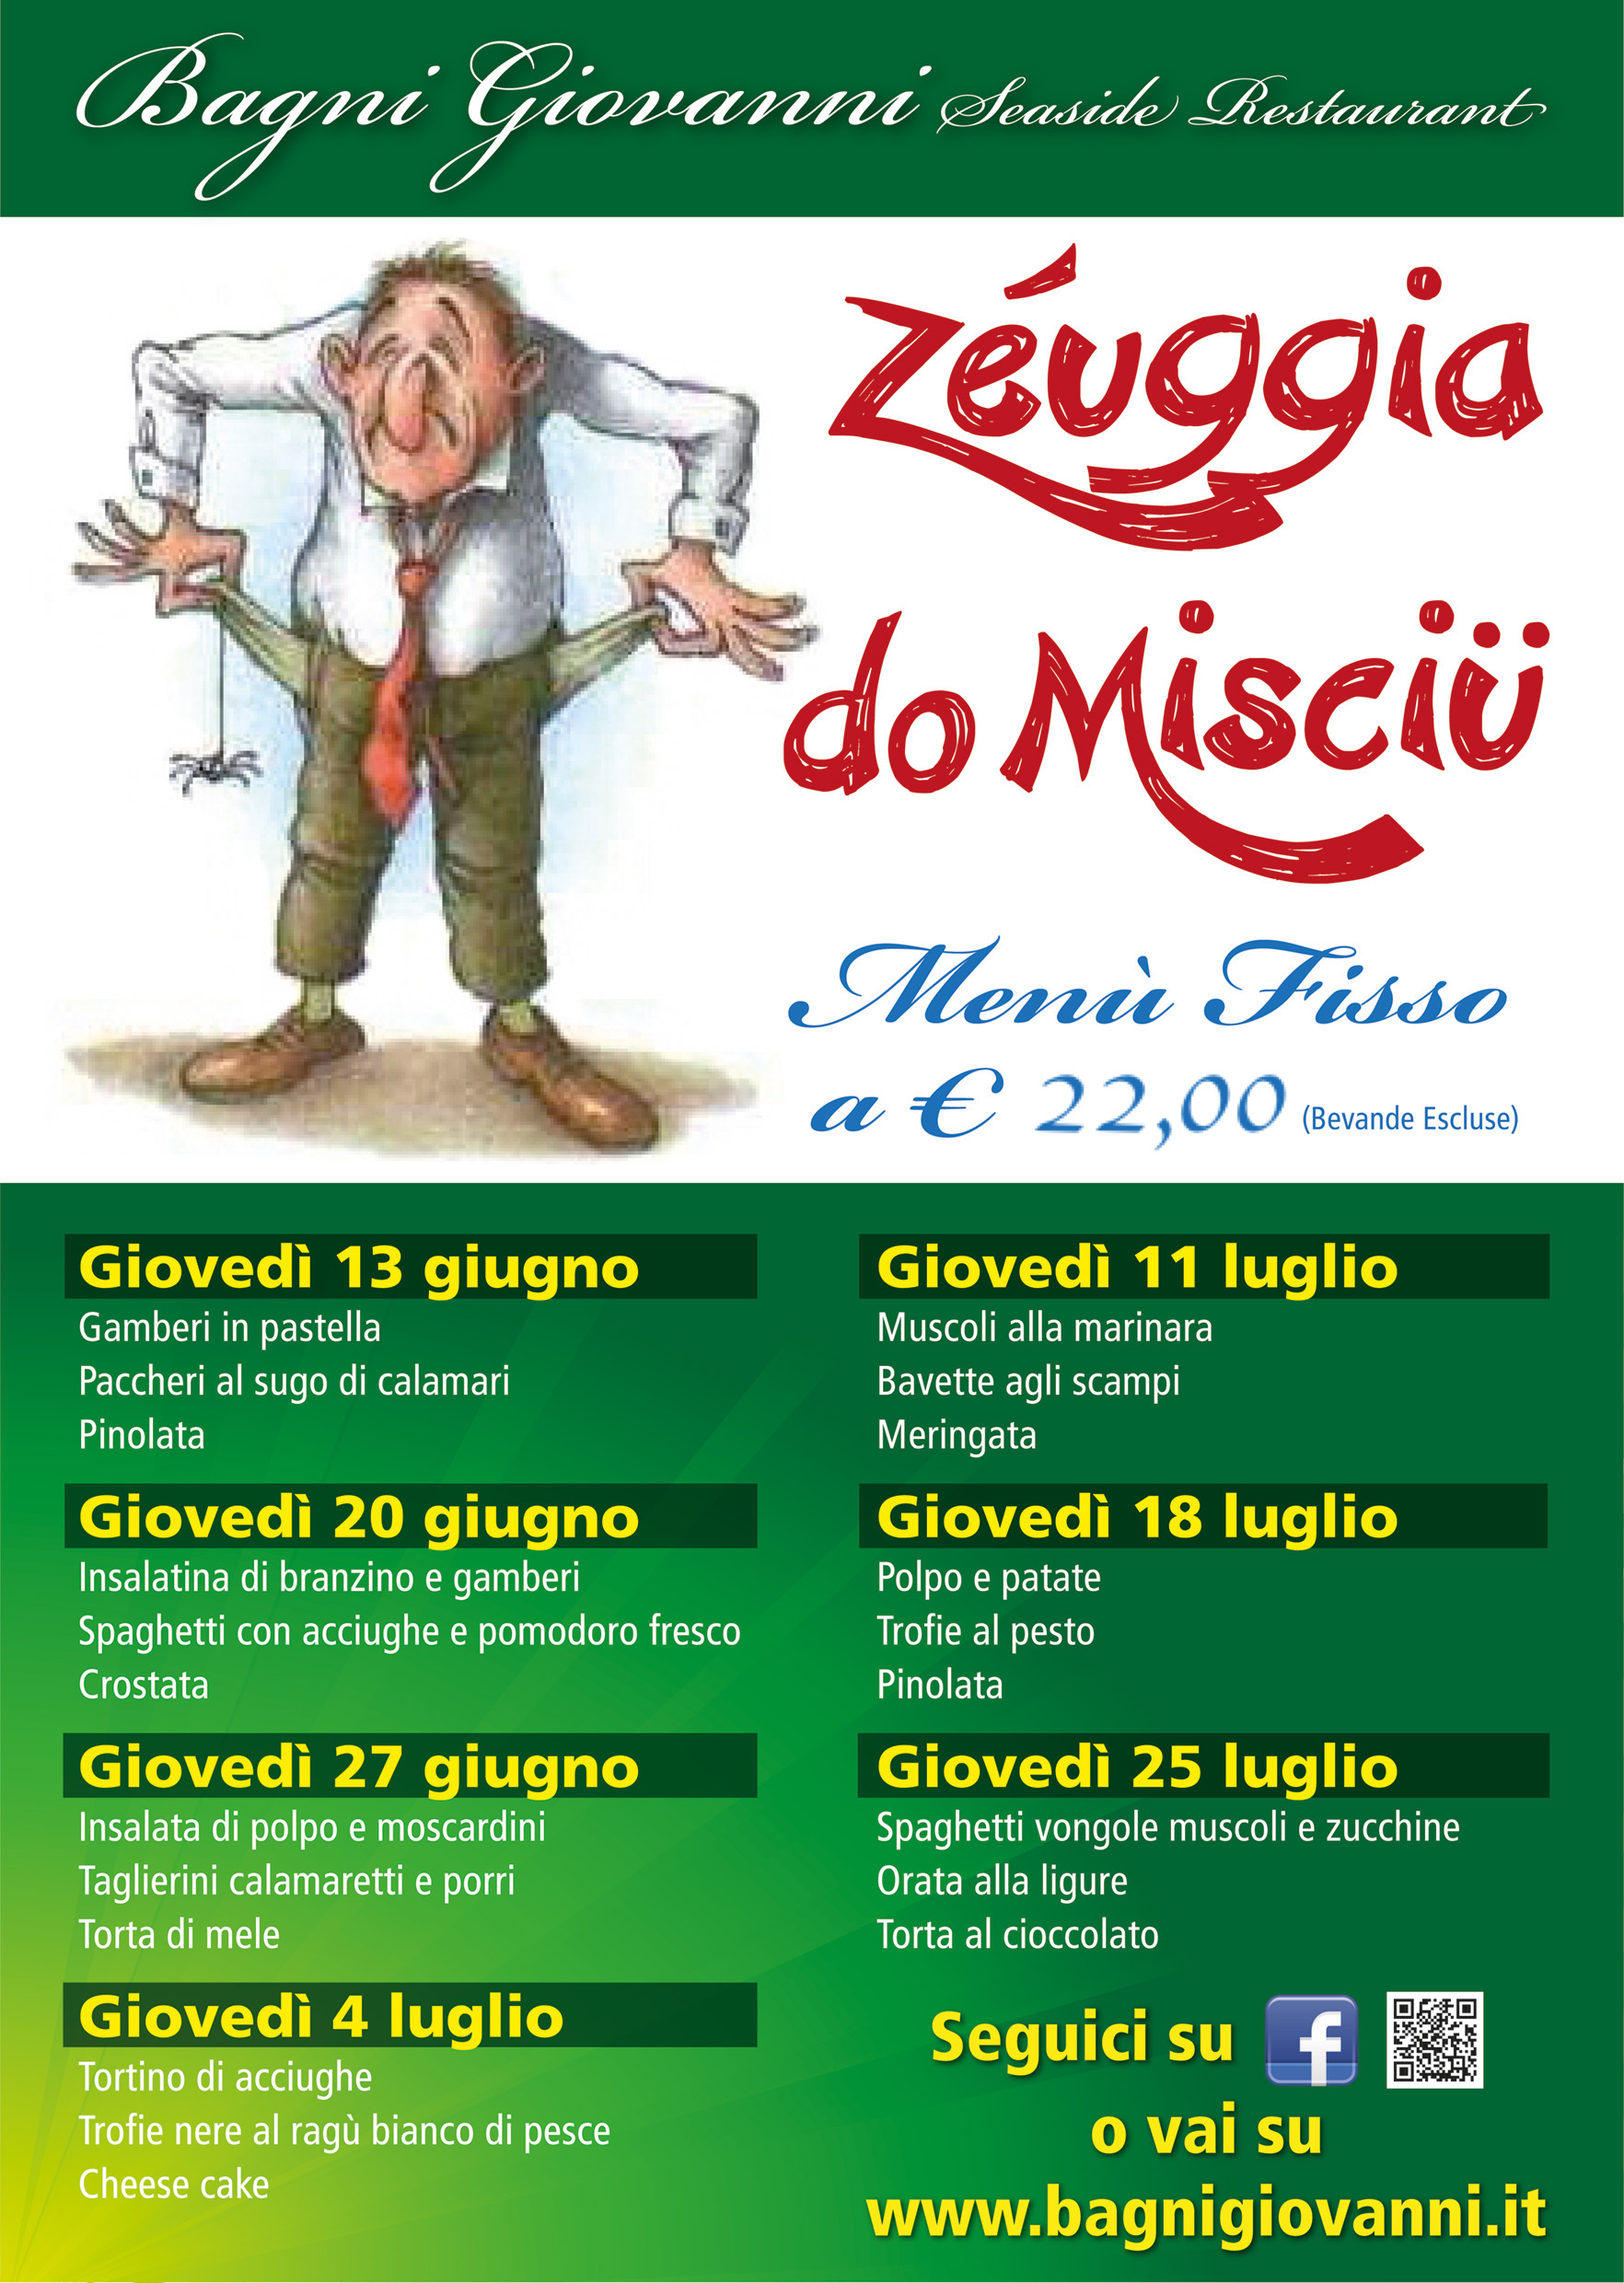 Bagni Giovanni Seaside Restaurant
Zéuggia
do Misciü
Menù Fisso
a € 22,00 (Bevande Escluse)
Giovedì 13 giugno
Gamberi in pastella
Paccheri al sugo di calamari
Pinolata
Giovedì 20 giugno
Insalatina di branzino e gamberi
Spaghetti con acciughe e pomodoro fresco
Crostata
Giovedì 27 giugno
Insalata di polpo e moscardini
Taglierini calamaretti e porri
Torta di mele
Giovedì 4 luglio
Tortino di acciughe
Trofie nere al ragù bianco di pesce
Cheese cake
Giovedì 11 luglio
Muscoli alla marinara
Bavette agli scampi
Meringata
Giovedì 18 luglio
Polpo e patate
Trofie al pesto
Pinolata
Giovedì 25 luglio
Spaghetti vongole muscoli e zucchine
Orata alla ligure
Torta al cioccolato
Seguici su f
o vai su
www.bagnigiovanni.it